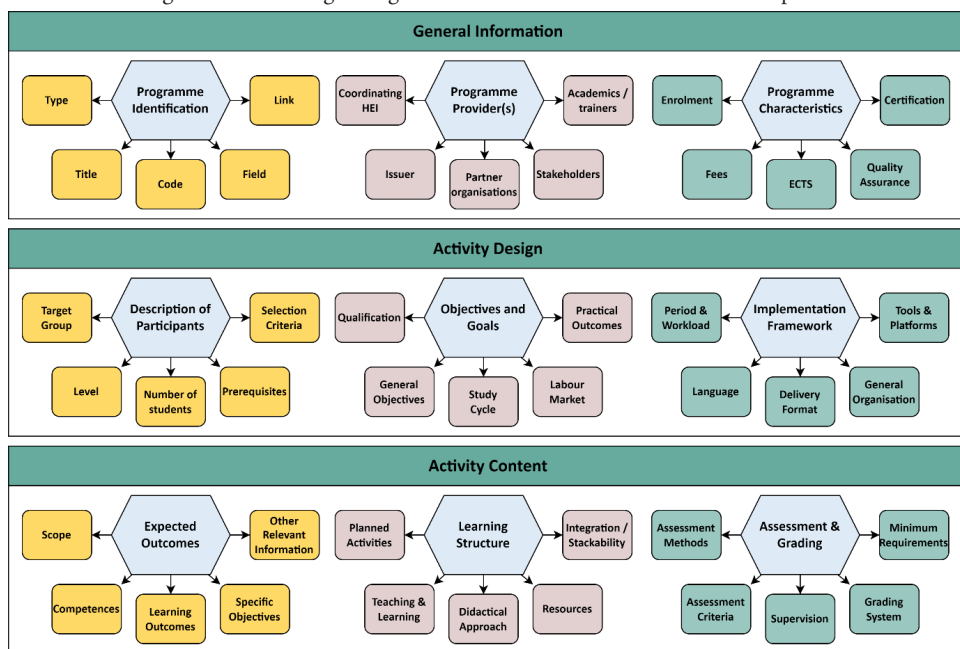 General Information
Type
Programme
Identification
Link
Title
Code
Field
Coordinating
HEI
Programme
Provider(s)
Academics /
trainers
Issuer
Partner
organisations
Stakeholders
Enrolment
Programme
Characteristics
Certification
Fees
ECTS
Quality
Assurance
Activity Design
Target
Group
Description of
Participants
Selection
Criteria
Level
Number of
students
Prerequisites
Qualification
Objectives and
Goals
Practical
Outcomes
General
Objectives
Study
Cycle
Labour
Market
Period &
Workload
Implementation
Framework
Tools &
Platforms
Language
Delivery
Format
General
Organisation
Activity Content
Scope
Expected
Outcomes
Other
Relevant
Information
Competences
Learning
Outcomes
Specific
Objectives
Planned
Activities
Learning
Structure
Integration /
Stackability
Teaching &
Learning
Didactical
Approach
Resources
Assessment
Methods
Assessment &
Grading
Minimum
Requirements
Assessment
Criteria
Supervision
Grading
System